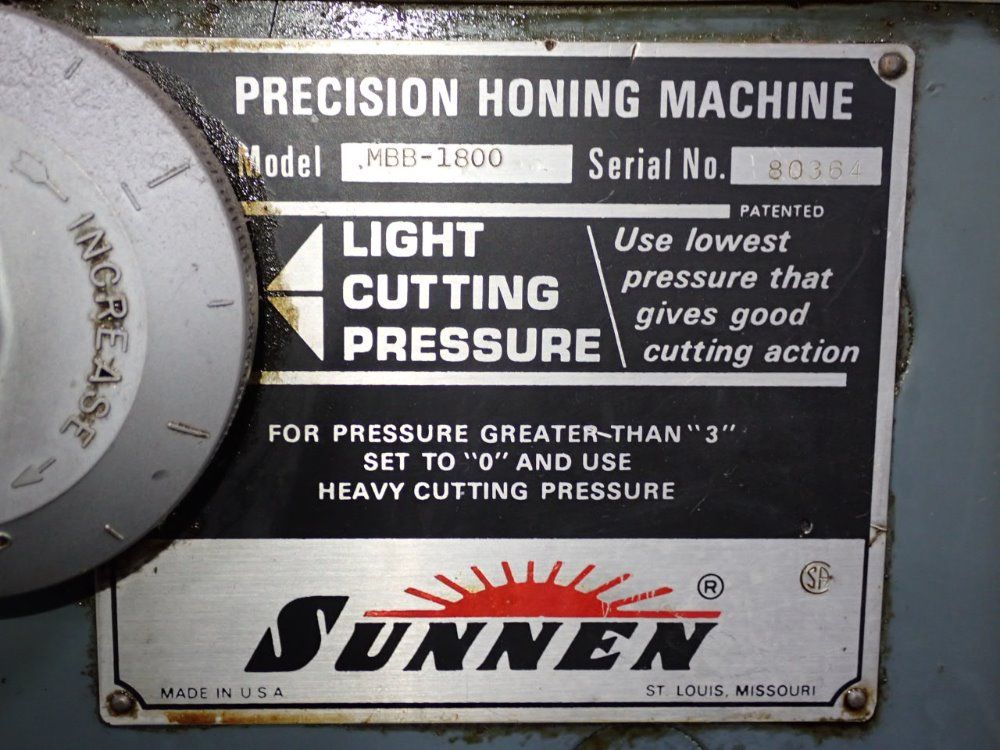 PRECISION HONING MACHINE
Model MBB-1800 Serial No. 80364
PATENTED
LIGHT
CUTTING
PRESSURE
Use lowest
pressure that
gives good
cutting action
INCREASE
FOR PRESSURE GREATER THAN "3"
SET TO "0" AND USE
HEAVY CUTTING PRESSURE
SUNNEN ®
MADE IN U S A
ST. LOUIS, MISSOURI